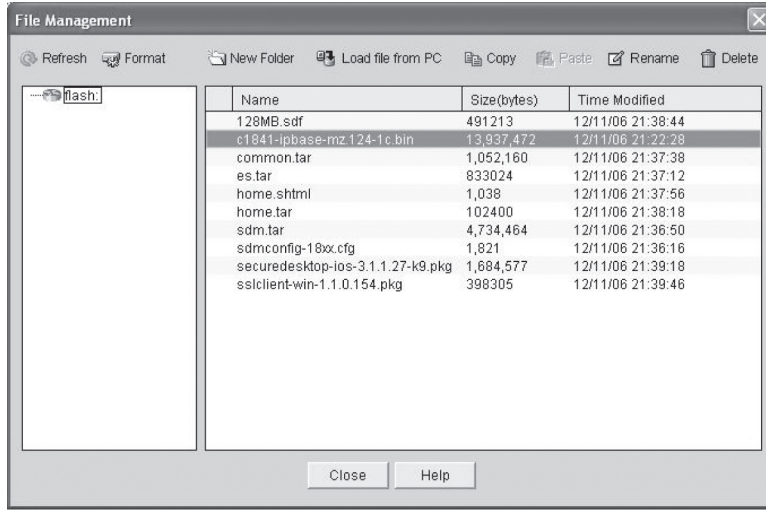 File Management
Refresh Format New Folder Load file from PC Copy Paste Rename Delete
flash:
Name Size(bytes) Time Modified
128MB.sdf 491213 12/11/06 21:38:44
c1841-ipbase-mz.124-1c.bin 13,937,472 12/11/06 21:22:28
common.tar 1,052,160 12/11/06 21:37:38
es.tar 833024 12/11/06 21:37:12
home.shtml 1,038 12/11/06 21:37:56
home.tar 102400 12/11/06 21:38:18
sdm.tar 4,734,464 12/11/06 21:36:50
sdmconfig-18xx.cfg 1,821 12/11/06 21:36:16
securedesktop-ios-3.1.1.27-k9.pkg 1,684,577 12/11/06 21:39:18
sslclient-win-1.1.0.154.pkg 398305 12/11/06 21:39:46
Close Help